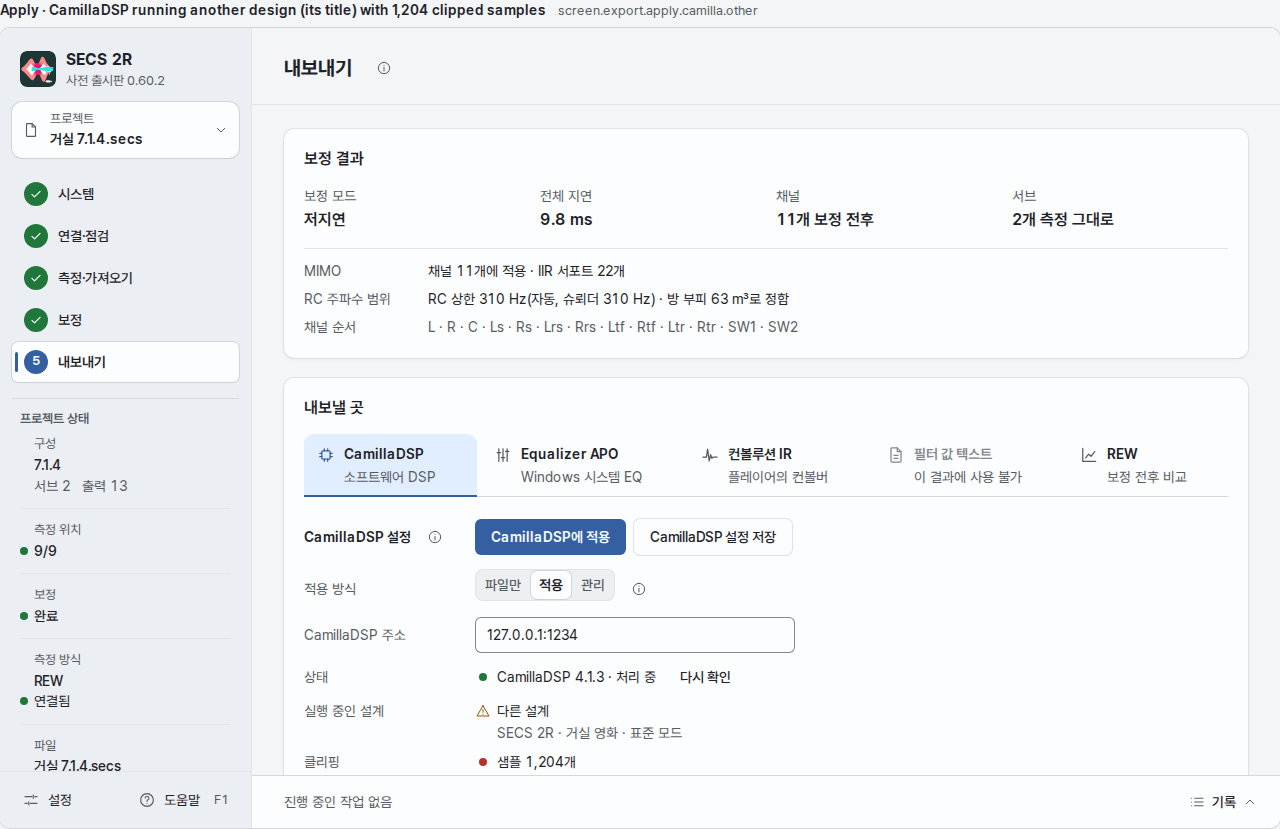 Apply · CamillaDSP running another design (its title) with 1,204 clipped samples screen.export.apply.camilla.other
SECS 2R
사전 출시판 0.60.2
프로젝트
거실 7.1.4.secs
시스템
연결·점검
측정·가져오기
보정
5 내보내기
프로젝트 상태
구성
7.1.4
서브 2 출력 13
측정 위치
9/9
보정
완료
측정 방식
REW
연결됨
파일
거실 7.1.4.secs
설정 도움말 F1
내보내기
보정 결과
보정 모드 전체 지연 채널 서브
저지연 9.8 ms 11개 보정 전후 2개 측정 그대로
MIMO 채널 11개에 적용 · IIR 서포트 22개
RC 주파수 범위 RC 상한 310 Hz(자동, 슈뢰더 310 Hz) · 방 부피 63 m³로 정함
채널 순서 L · R · C · Ls · Rs · Lrs · Rrs · Ltf · Rtf · Ltr · Rtr · SW1 · SW2
내보낼 곳
CamillaDSP Equalizer APO 컨볼루션 IR 필터 값 텍스트 REW
소프트웨어 DSP Windows 시스템 EQ 플레이어의 컨볼버 이 결과에 사용 불가 보정 전후 비교
CamillaDSP 설정 CamillaDSP에 적용 CamillaDSP 설정 저장
적용 방식 파일만 적용 관리
CamillaDSP 주소 127.0.0.1:1234
상태 CamillaDSP 4.1.3 · 처리 중 다시 확인
실행 중인 설계 다른 설계
SECS 2R · 거실 영화 · 표준 모드
클리핑 샘플 1,204개
진행 중인 작업 없음 기록